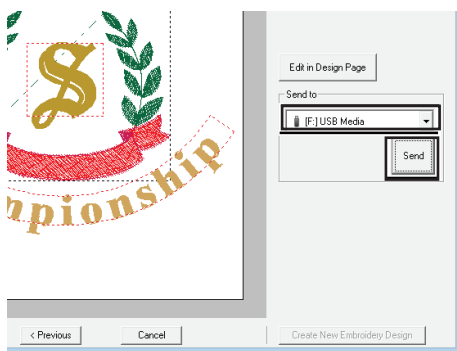 S
Edit in Design Page
Send to
[F:] USB Media
Send
mpionship
< Previous
Cancel
Create New Embroidery Design